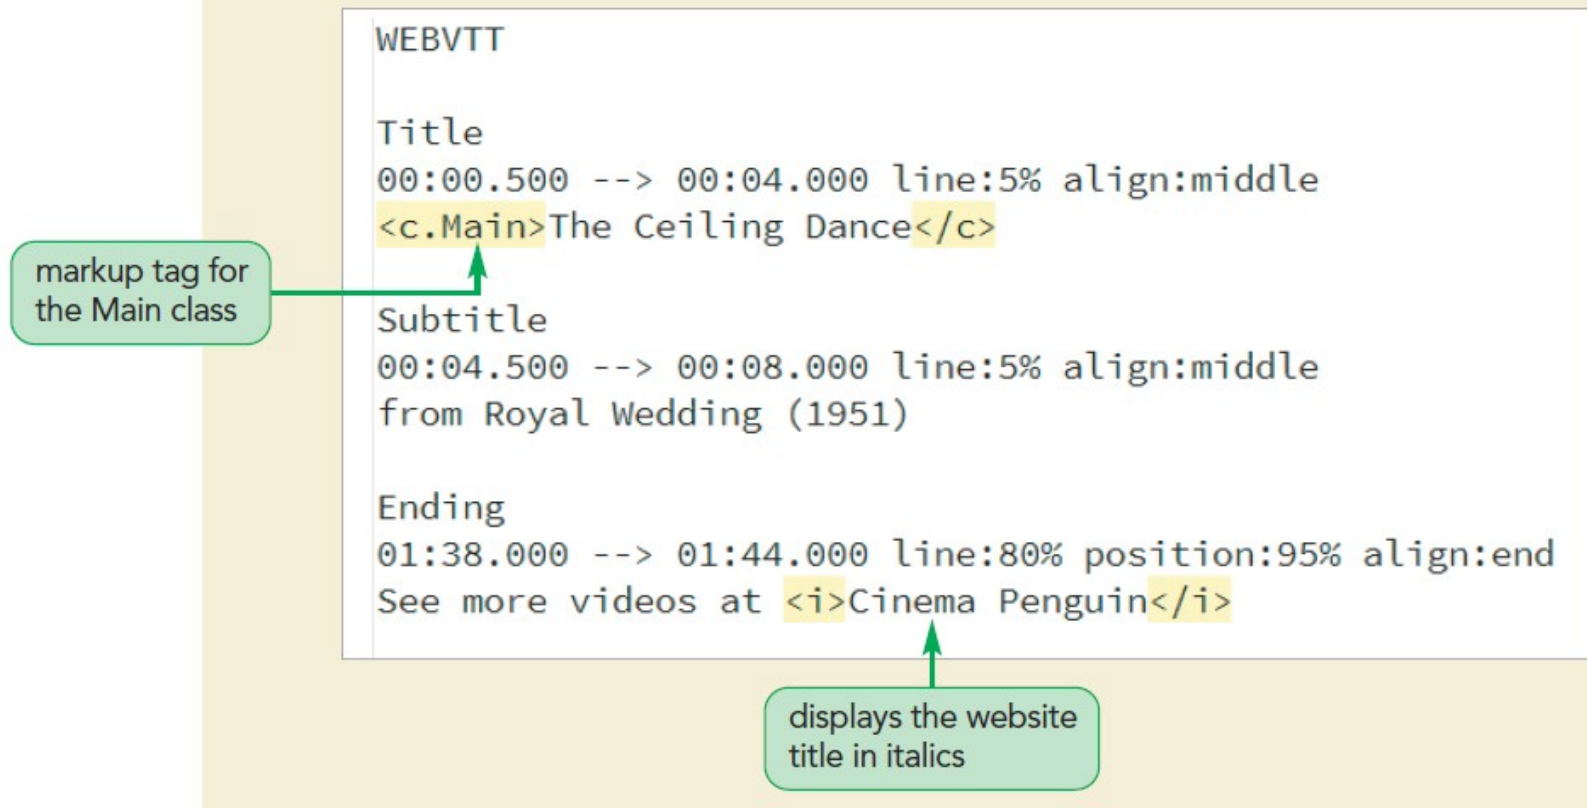 WEBVTT
Title
00:00.500 --> 00:04.000 line:5% align:middle
<c.Main>The Ceiling Dance</c>
markup tag for
the Main class
Subtitle
00:04.500 --> 00:08.000 line:5% align:middle
from Royal Wedding (1951)
Ending
01:38.000 --> 01:44.000 line:80% position:95% align:end
See more videos at <i>Cinema Penguin</i>
displays the website
title in italics